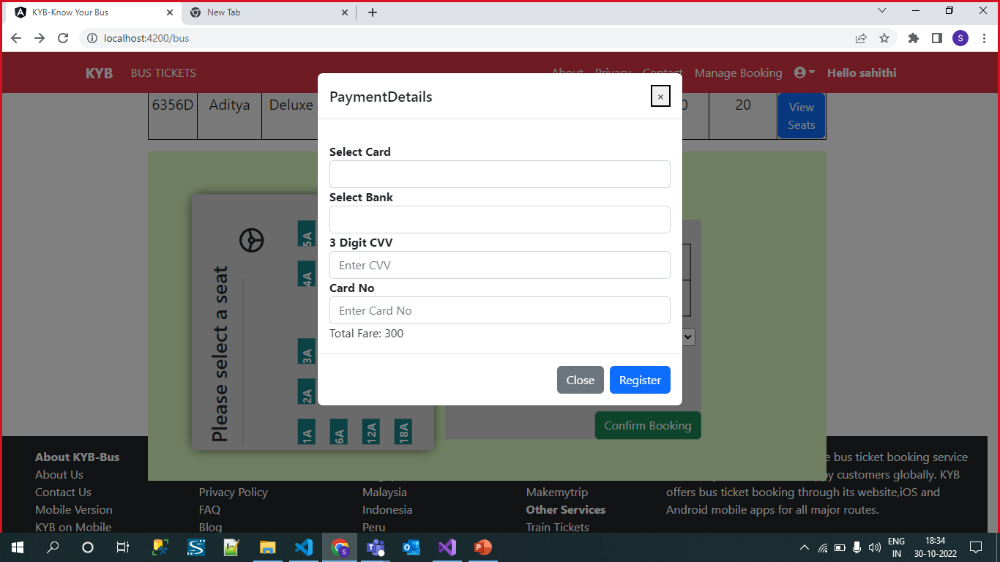 KYB-Know Your Bus
New Tab
localhost:4200/bus
S
KYB BUS TICKETS About Privacy Contact Manage Booking Hello sahithi
6356D Aditya Deluxe 0 20 View
Seats
PaymentDetails ×
Select Card
Select Bank
3 Digit CVV
Enter CVV
Card No
Enter Card No
Total Fare: 300
Close Register
Please select a seat
5A
4A
3A
2A
1A 6A 12A 18A
Confirm Booking
About KYB-Bus
About Us
Contact Us
Mobile Version
KYB on Mobile
Privacy Policy
FAQ
Blog
Malaysia
Indonesia
Peru
Makemytrip
Other Services
Train Tickets
bus ticket booking service
customers globally. KYB
offers bus ticket booking through its website,iOS and
Android mobile apps for all major routes.
ENG
IN
18:34
30-10-2022